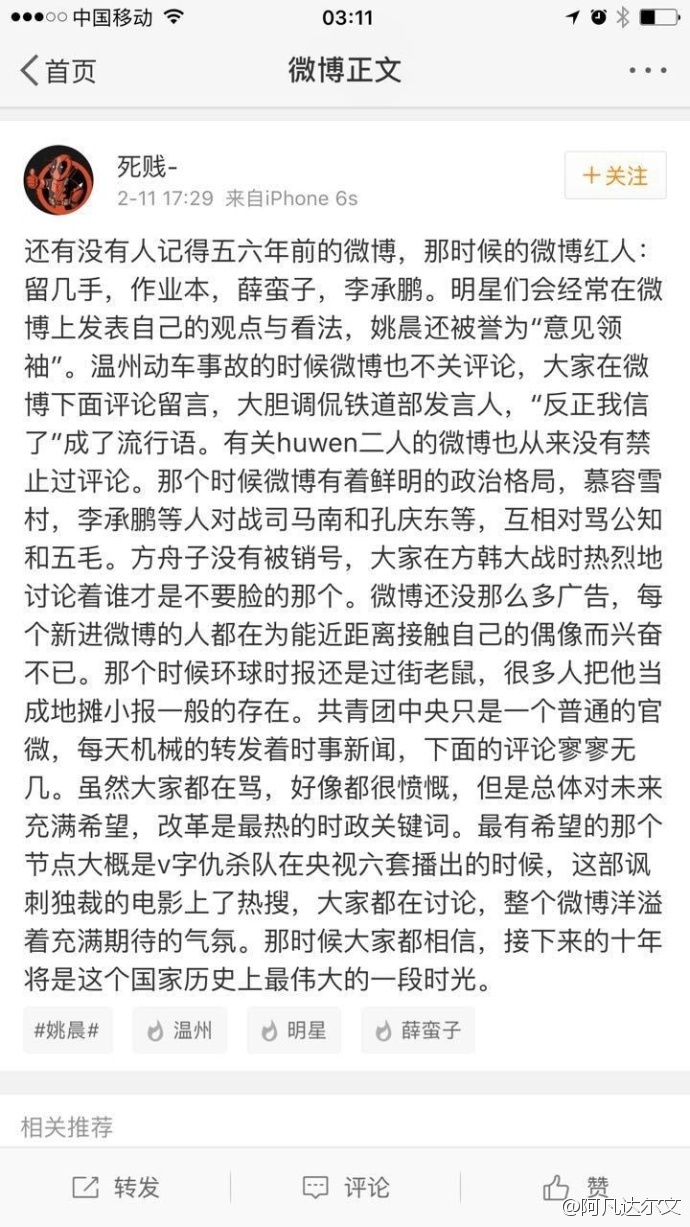 中国移动
03:11
首页
微博正文
死贱-
2-11 17:29 来自iPhone 6s
+关注
还有没有人记得五六年前的微博，那时候的微博红人：
留几手，作业本，薛蛮子，李承鹏。明星们会经常在微
博上发表自己的观点与看法，姚晨还被誉为“意见领
袖”。温州动车事故的时候微博也不关评论，大家在微
博下面评论留言，大胆调侃铁道部发言人，“反正我信
了”成了流行语。有关huwen二人的微博也从来没有禁
止过评论。那个时候微博有着鲜明的政治格局，慕容雪
村，李承鹏等人对战司马南和孔庆东等，互相对骂公知
和五毛。方舟子没有被销号，大家在方韩大战时热烈地
讨论着谁才是不要脸的那个。微博还没那么多广告，每
个新进微博的人都在为能近距离接触自己的偶像而兴奋
不已。那个时候环球时报还是过街老鼠，很多人把他当
成地摊小报一般的存在。共青团中央只是一个普通的官
微，每天机械的转发着时事新闻，下面的评论寥寥无
几。虽然大家都在骂，好像都很愤慨，但是总体对未来
充满希望，改革是最热的时政关键词。最有希望的那个
节点大概是v字仇杀队在央视六套播出的时候，这部讽
刺独裁的电影上了热搜，大家都在讨论，整个微博洋溢
着充满期待的气氛。那时候大家都相信，接下来的十年
将是这个国家历史上最伟大的一段时光。
#姚晨# 温州 明星 薛蛮子
相关推荐
转发 评论 赞
@阿凡达尔文